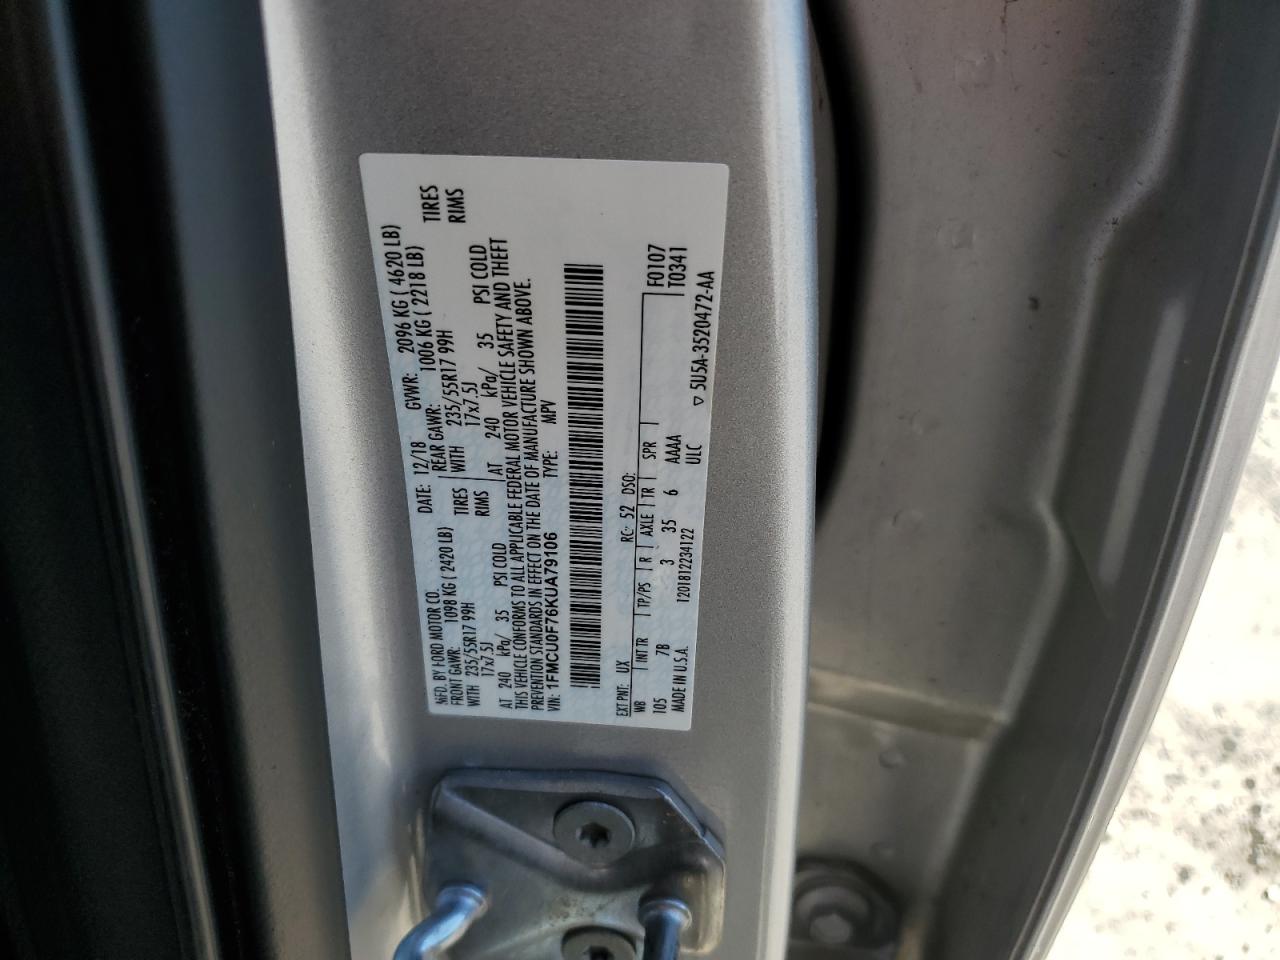 MFD. BY FORD MOTOR CO. DATE: 12/18 GVWR: 2096 KG ( 4620 LB)
FRONT GAWR: 1098 KG ( 2420 LB) REAR GAWR: 1006 KG ( 2218 LB)
WITH 235/55R17 99H TIRES WITH 235/55R17 99H TIRES
17x7.5J RIMS 17x7.5J RIMS
AT 240 kPa/ 35 PSI COLD AT 240 kPa/ 35 PSI COLD
THIS VEHICLE CONFORMS TO ALL APPLICABLE FEDERAL MOTOR VEHICLE SAFETY AND THEFT
PREVENTION STANDARDS IN EFFECT ON THE DATE OF MANUFACTURE SHOWN ABOVE.
VIN: 1FMCU0F76KUA79106 TYPE: MPV
EXT PNT: UX RC: 52 DSO:
WB INT TR TP/PS R AXLE TR SPR F0107
105 7B 3 35 6 AAAA T0341
MADE IN U.S.A. 1201812234122 ULC
▽ 5U5A-3520472-AA